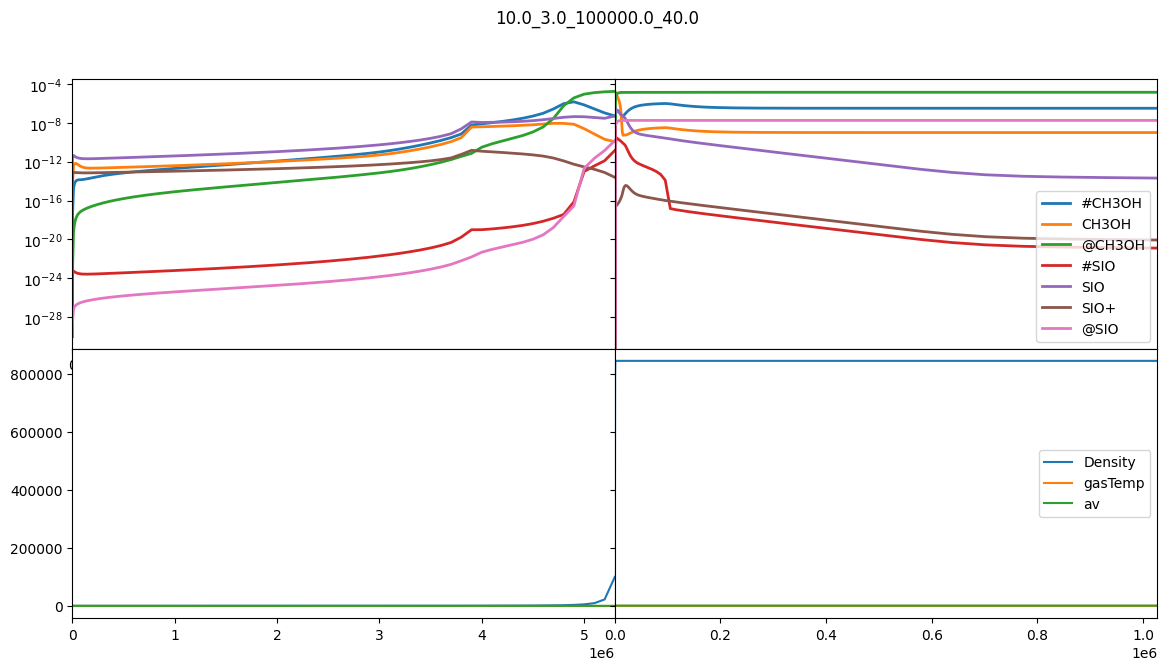 10.0_3.0_100000.0_40.0
10⁻⁴
10⁻⁸
10⁻¹²
10⁻¹⁶
10⁻²⁰
10⁻²⁴
10⁻²⁸
#CH3OH
CH3OH
@CH3OH
#SIO
SIO
SIO+
@SIO
800000
600000
400000
200000
0
Density
gasTemp
av
0 1 2 3 4 5 0.0 0.2 0.4 0.6 0.8 1.0
1e6 1e6